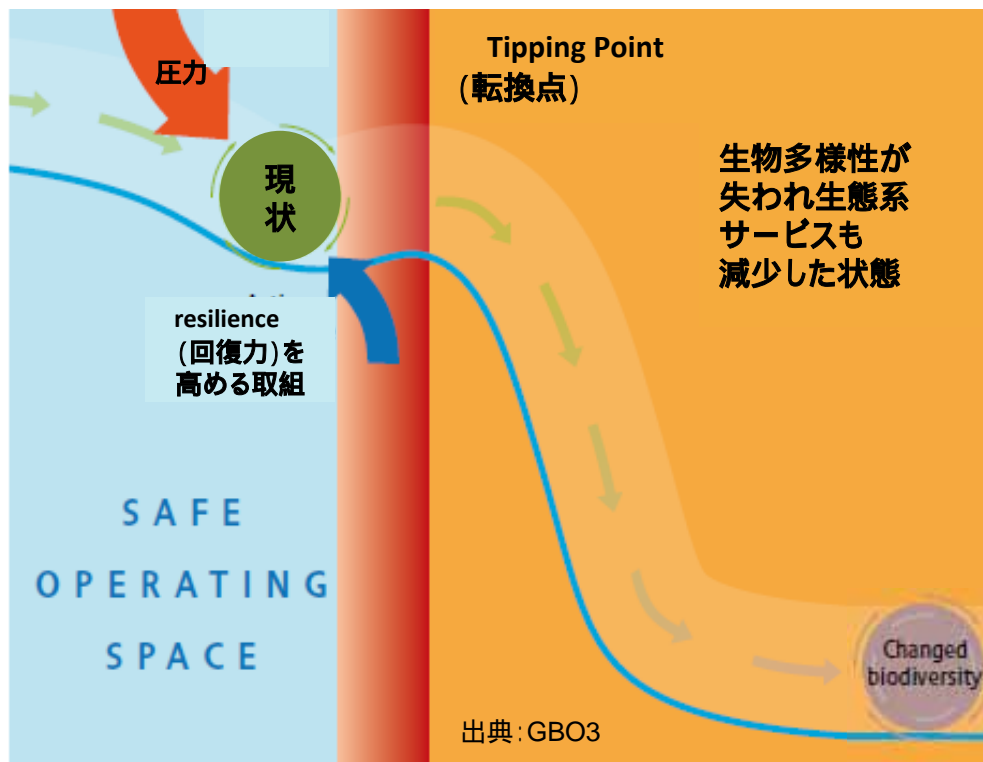 圧力
Tipping Point
(転換点)
現
状
生物多様性が
失われ生態系
サービスも
減少した状態
resilience
(回復力)を
高める取組
SAFE
OPERATING
SPACE
Changed
biodiversity
出典:GBO3